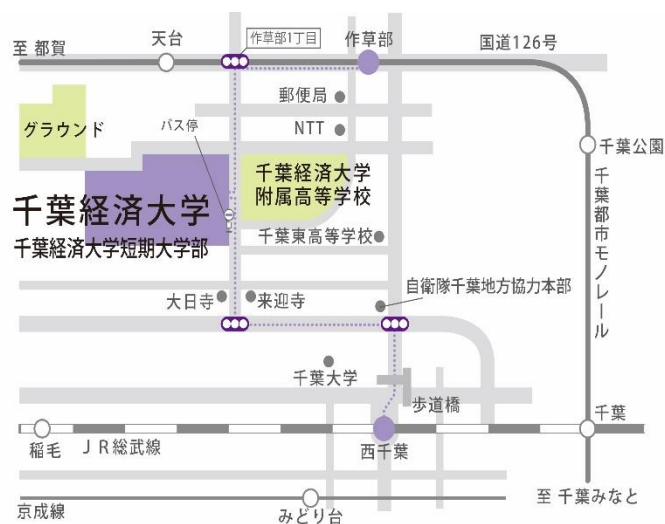 至 都賀
天台
作草部1丁目
作草部
国道126号
郵便局
NTT
グラウンド
バス停
千葉公園
千葉経済大学
附属高等学校
千葉経済大学
千葉経済大学短期大学部
千葉東高等学校
千葉都市モノレール
大日寺
来迎寺
自衛隊千葉地方協力本部
千葉大学
歩道橋
稲毛
JR総武線
西千葉
千葉
京成線
みどり台
至 千葉みなと